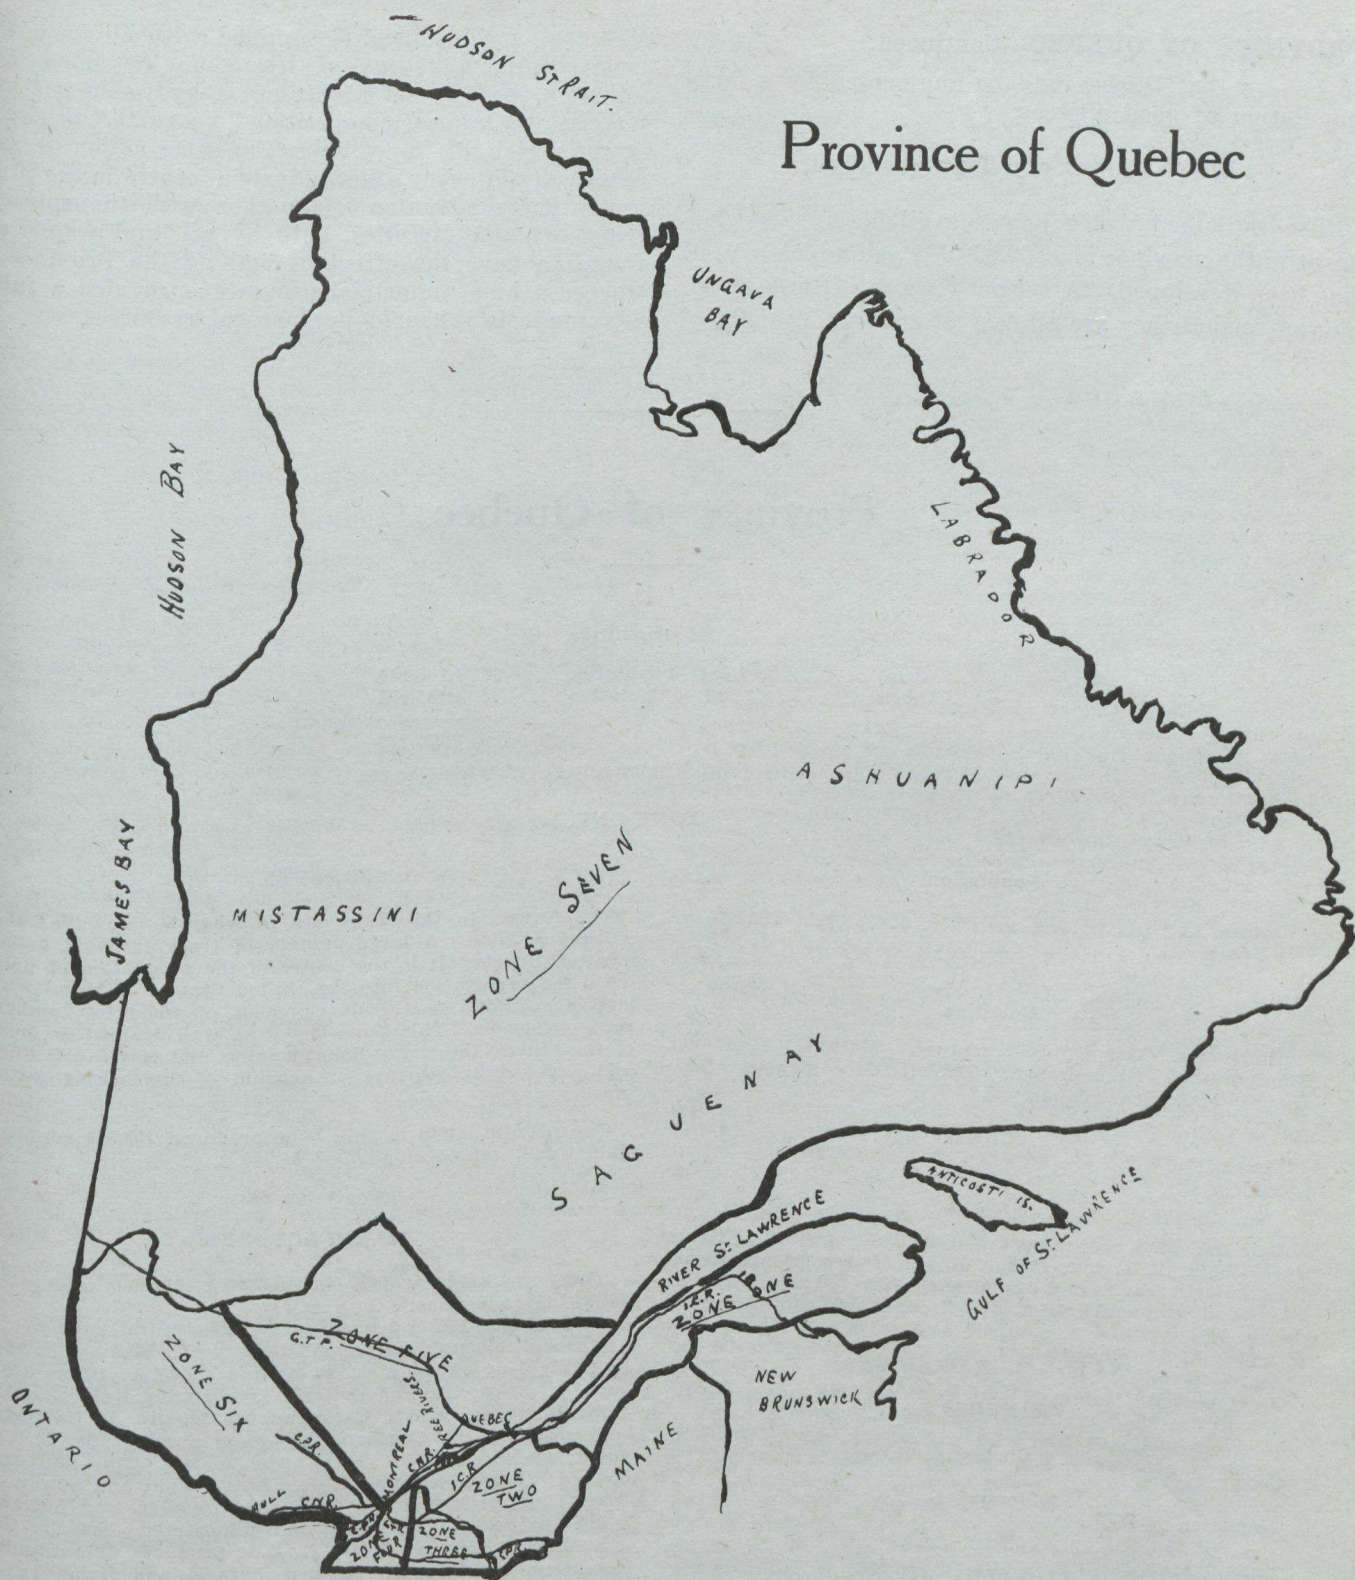 HUDSON STRAIT.
Province of Quebec
UNGAVA
BAY
HUDSON BAY
LABRADOR
ASHUANIPI
JAMES BAY
MISTASSINI
ZONE SEVEN
SAGUENAY
ANTICOSTI IS.
RIVER ST. LAWRENCE
GULF OF ST. LAWRENCE
I.C.R.
ZONE ONE
ZONE FIVE
G.T.P.
ZONE SIX
NEW
BRUNSWICK
ONTARIO
QUEBEC
MAINE
C.P.R.
MONTREAL
C.N.R.
I.C.R.
ZONE
TWO
HULL
C.N.R.
C.P.R.
G.T.R.
ZONE
FOUR
ZONE
THREE
C.P.R.